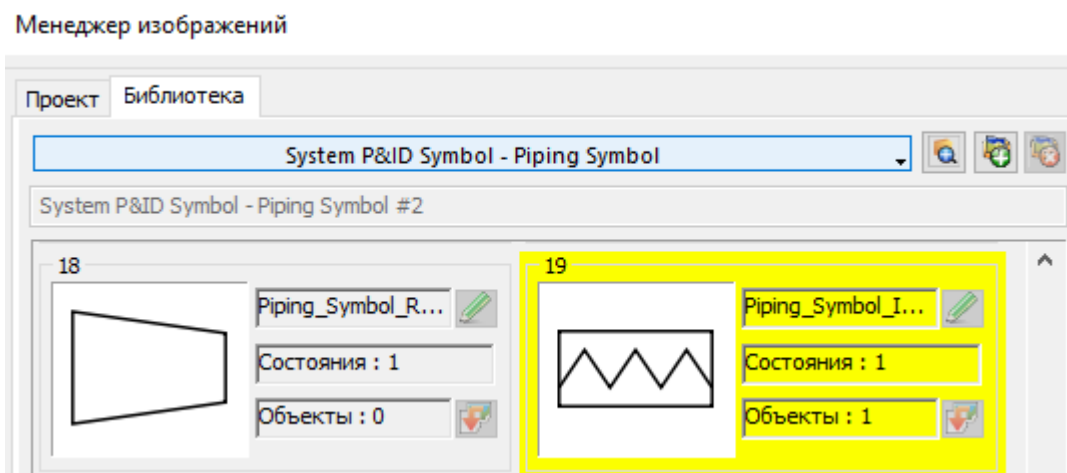 Менеджер изображений
Проект Библиотека
System P&ID Symbol - Piping Symbol
System P&ID Symbol - Piping Symbol #2
18
Piping_Symbol_R...
Состояния : 1
Объекты : 0
19
Piping_Symbol_I...
Состояния : 1
Объекты : 1